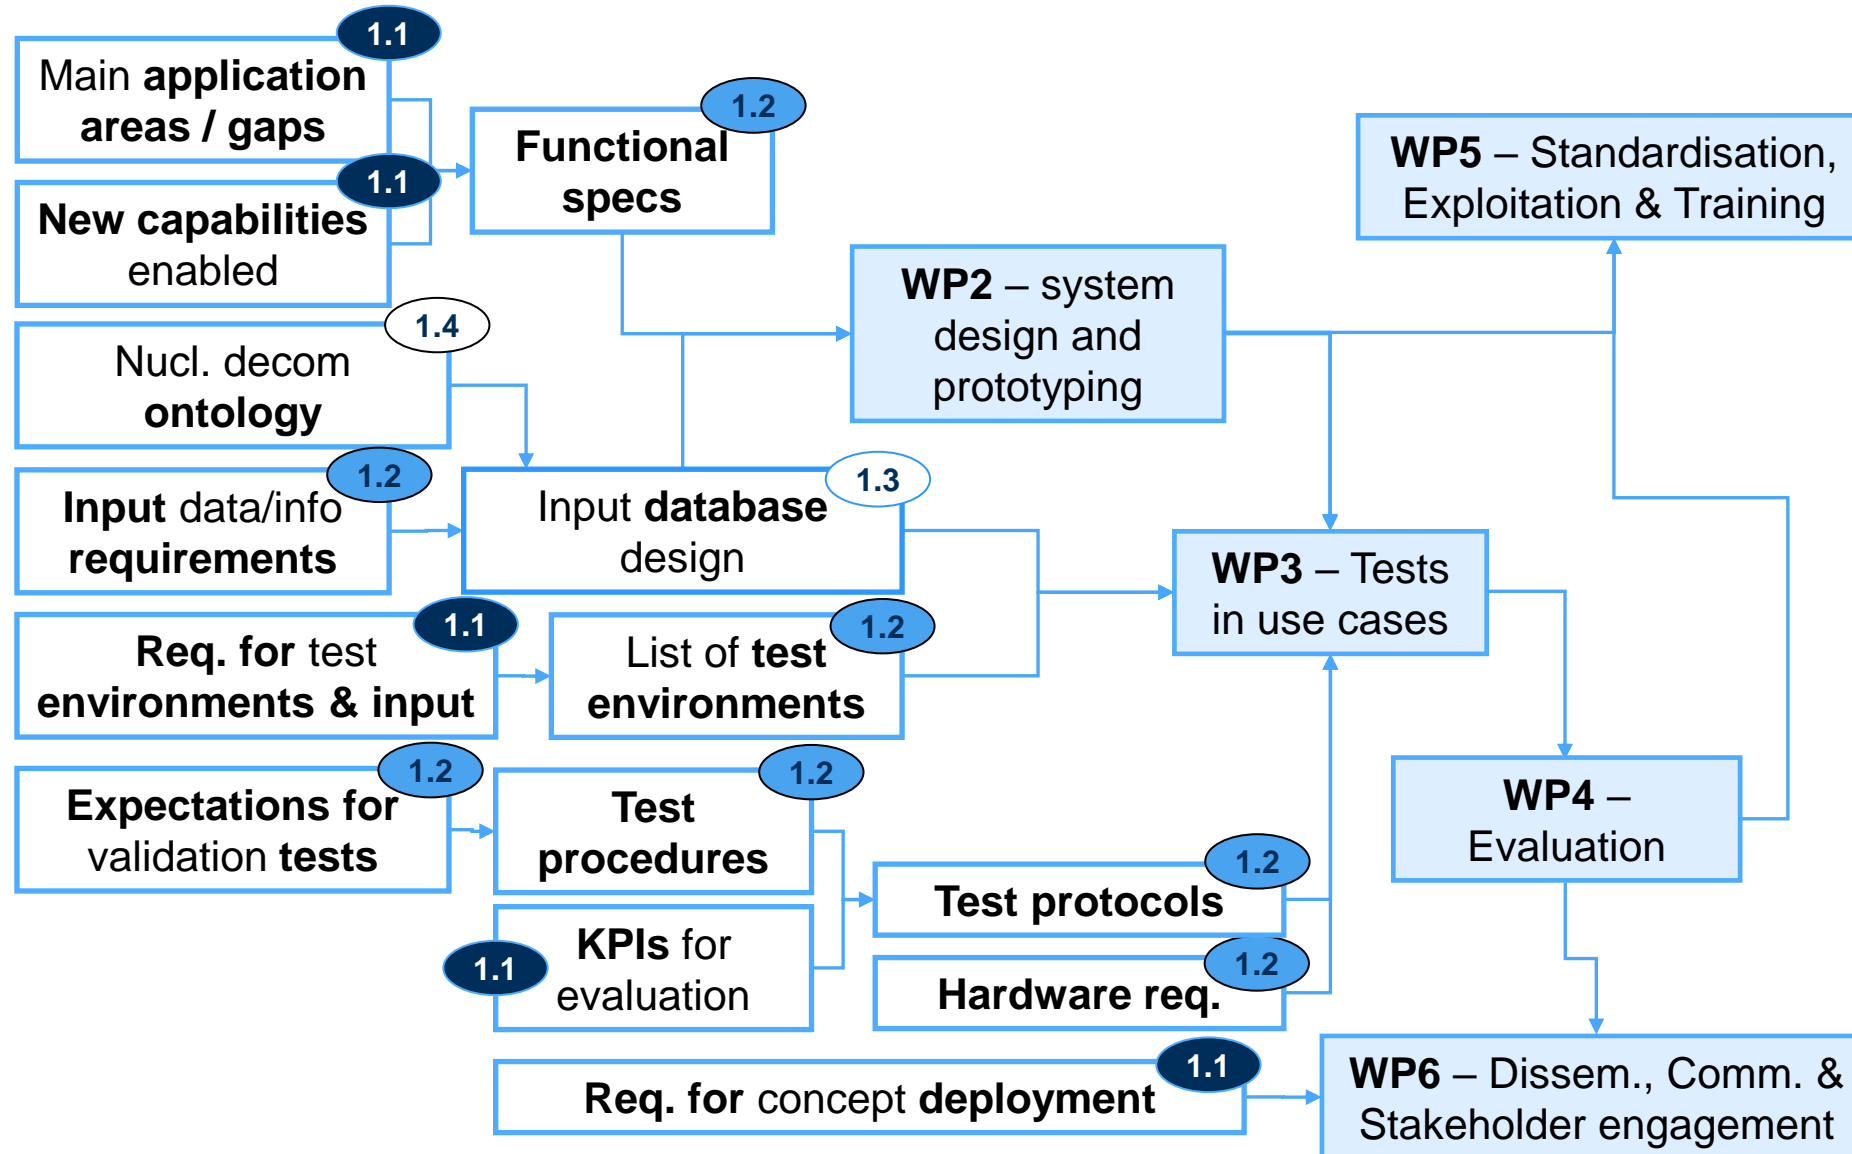 1.1
Main application
areas / gaps
1.1
New capabilities
enabled
1.2
Functional
specs
1.4
Nucl. decom
ontology
1.2
Input data/info
requirements
1.3
Input database
design
1.1
Req. for test
environments & input
1.2
List of test
environments
1.2
Expectations for
validation tests
1.2
Test
procedures
1.1
KPIs for
evaluation
1.2
Test protocols
1.2
Hardware req.
1.1
Req. for concept deployment
WP2 – system
design and
prototyping
WP5 – Standardisation,
Exploitation & Training
WP3 – Tests
in use cases
WP4 –
Evaluation
WP6 – Dissem., Comm. &
Stakeholder engagement